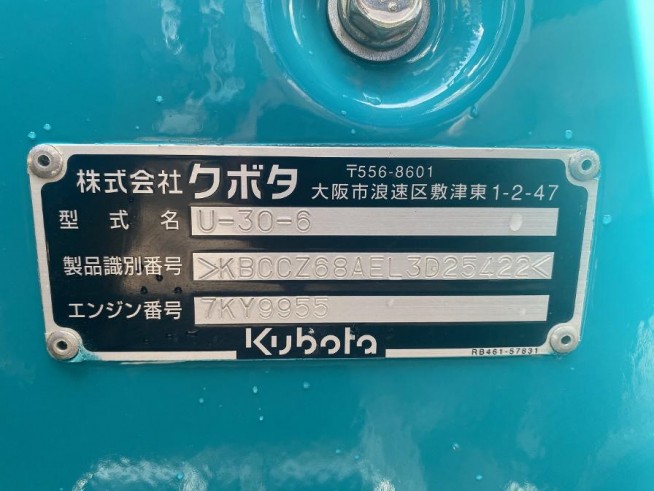 株式会社 クボタ 〒556-8601
大阪市浪速区敷津東1-2-47
型式名 U-30-6
製品識別番号 >KBCCZ68AEL3D25422<
エンジン番号 7KY9955
Kubota
RB461-57831